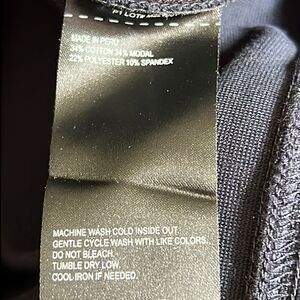 MADE IN PERU
34% COTTON 34% MODAL
22% POLYESTER 10% SPANDEX
MACHINE WASH COLD INSIDE OUT.
GENTLE CYCLE WASH WITH LIKE COLORS.
DO NOT BLEACH.
TUMBLE DRY LOW.
COOL IRON IF NEEDED.